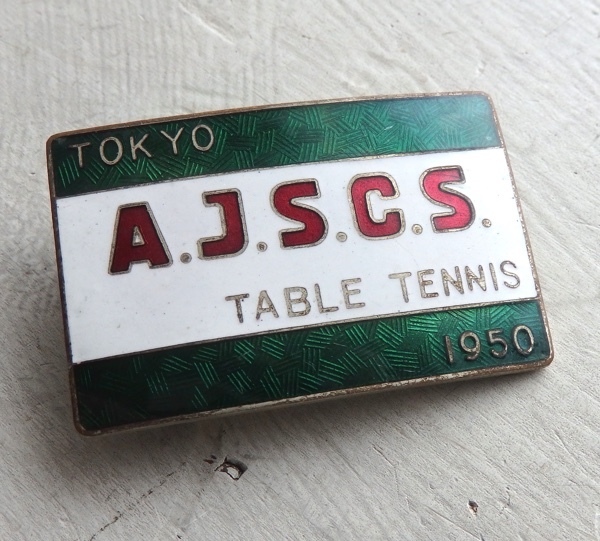 TOKYO
A.J.S.C.S.
TABLE TENNIS
1950